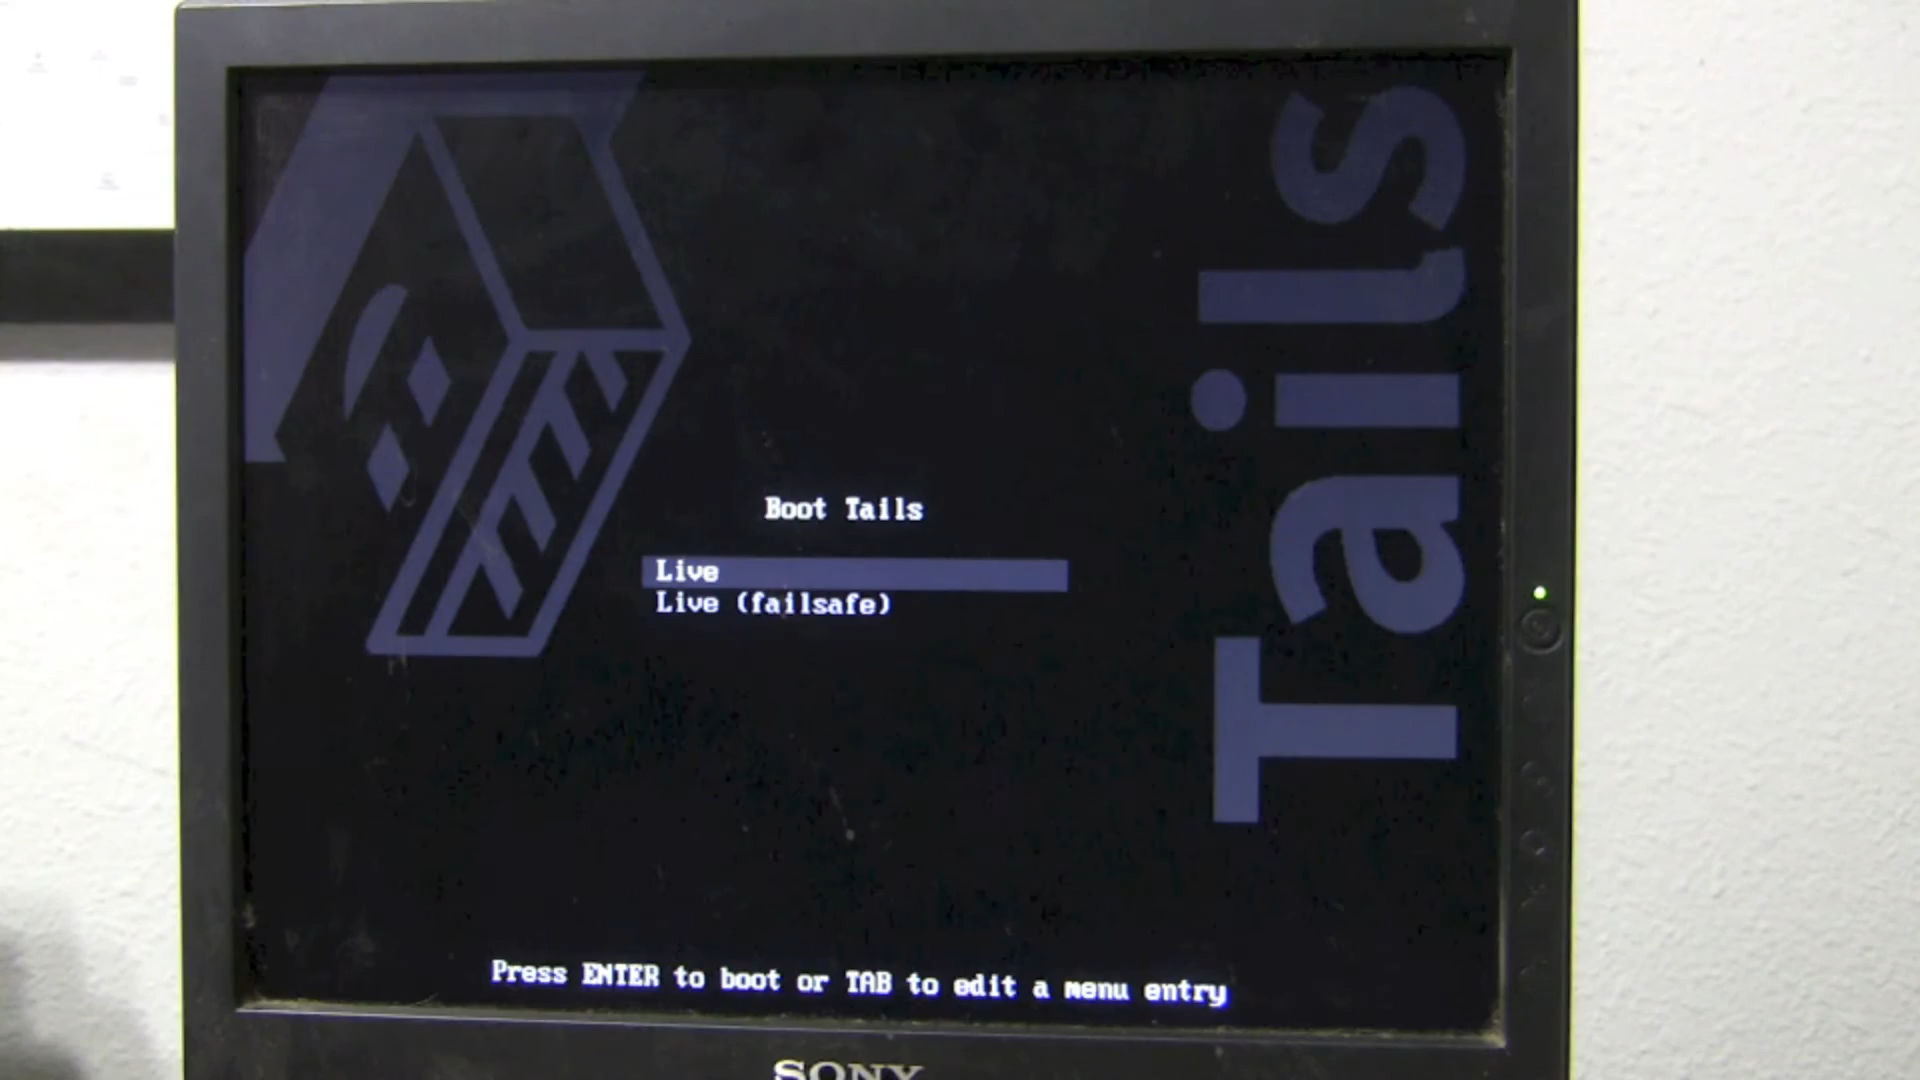 Tails
Boot Tails
Live
Live (failsafe)
Press ENTER to boot or TAB to edit a menu entry
SONY